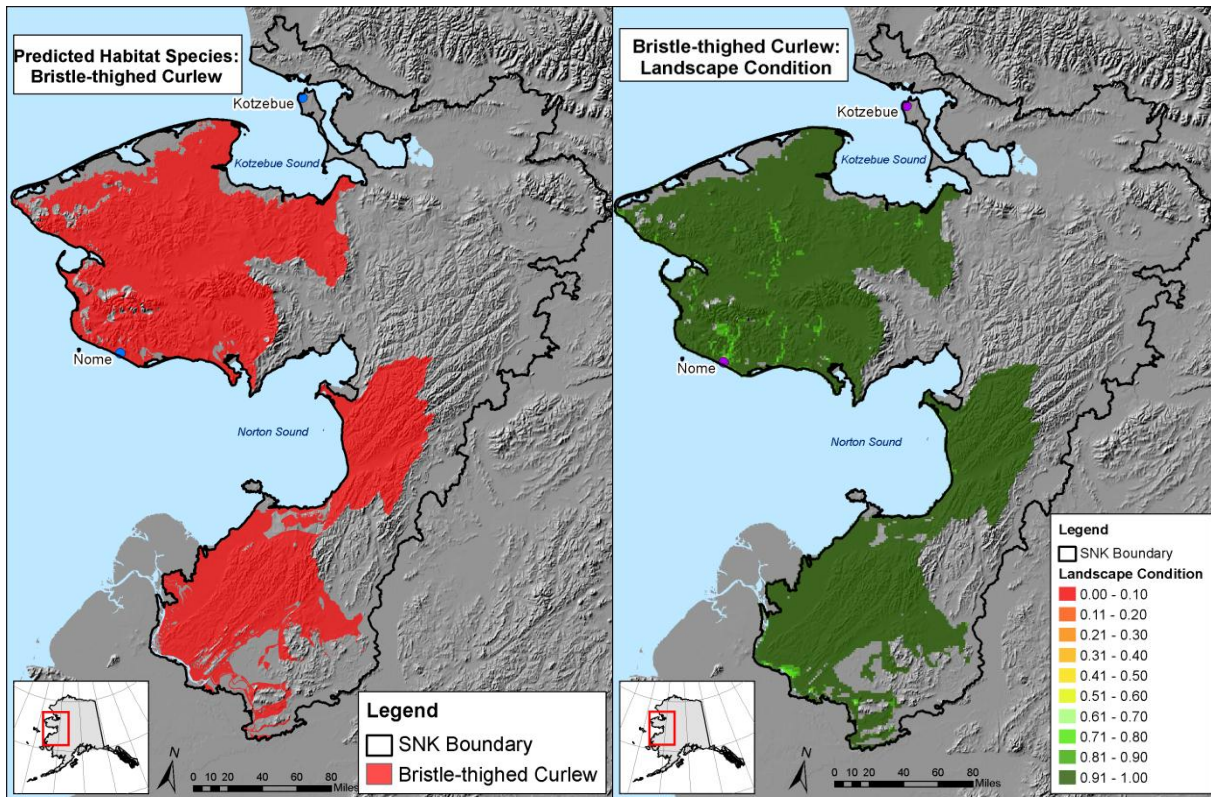 Predicted Habitat Species:
Bristle-thighed Curlew
Kotzebue
Kotzebue Sound
Nome
Norton Sound
N
0 10 20 40 60 80
Miles
Legend
SNK Boundary
Bristle-thighed Curlew
Bristle-thighed Curlew:
Landscape Condition
Kotzebue
Kotzebue Sound
Nome
Norton Sound
N
0 10 20 40 60 80
Miles
Legend
SNK Boundary
Landscape Condition
0.00 - 0.10
0.11 - 0.20
0.21 - 0.30
0.31 - 0.40
0.41 - 0.50
0.51 - 0.60
0.61 - 0.70
0.71 - 0.80
0.81 - 0.90
0.91 - 1.00